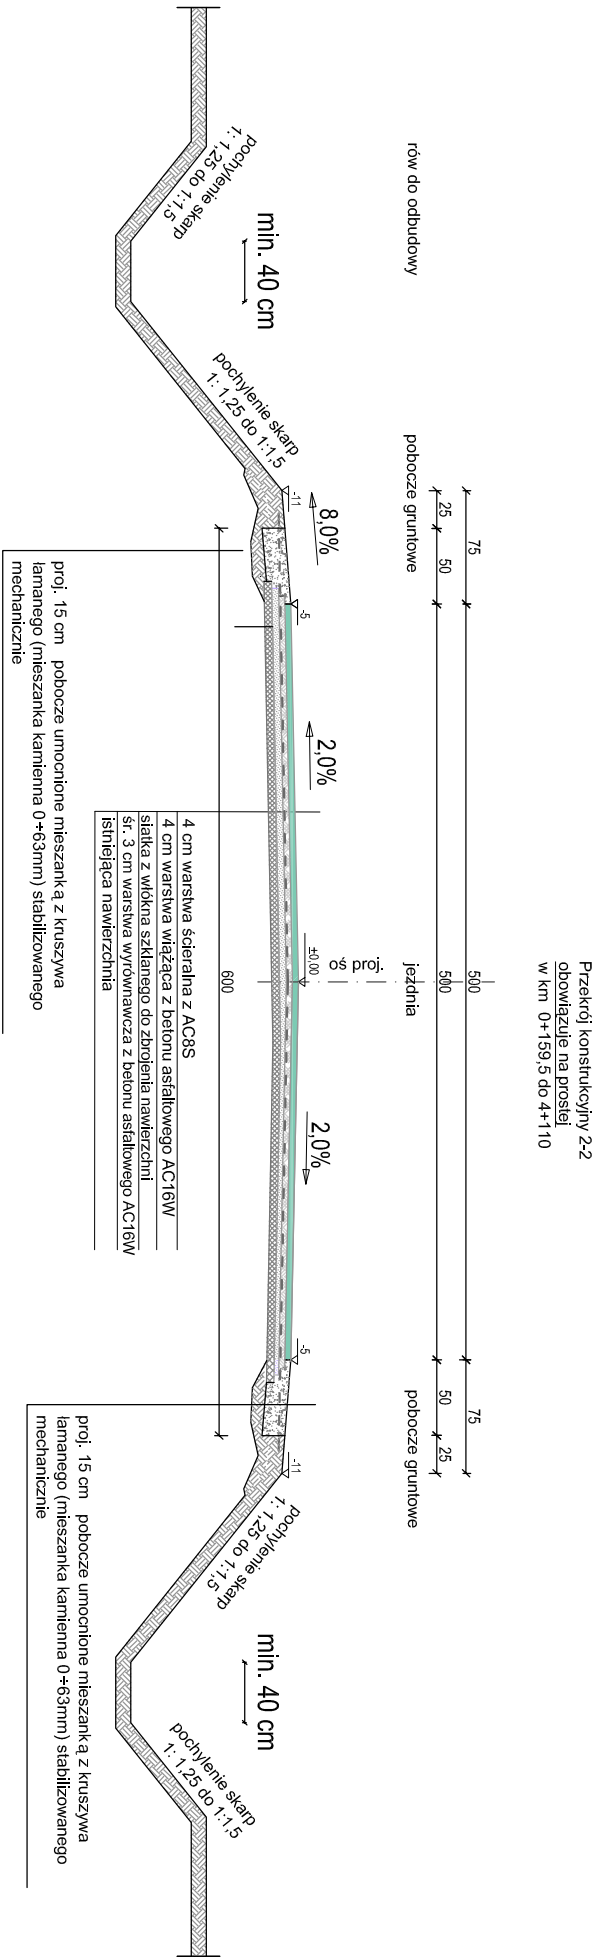 Przekrój konstrukcyjny 2-2
obowiązuje na prostej
w km 0+159,5 do 4+110
75
500
75
25
50
500
50
25
rów do odbudowy
pobocze gruntowe
jezdnia
pobocze gruntowe
oś proj.
min. 40 cm
8,0%
2,0%
±0,00
2,0%
min. 40 cm
-11
-5
-5
-11
pochylenie skarp
1: 1,25 do 1:1,5
pochylenie skarp
1: 1,25 do 1:1,5
pochylenie skarp
1: 1,25 do 1:1,5
pochylenie skarp
1: 1,25 do 1:1,5
600
4 cm warstwa ścieralna z AC8S
4 cm warstwa wiążąca z betonu asfaltowego AC16W
siatka z włókna szklanego do zbrojenia nawierzchni
śr. 3 cm warstwa wyrównawcza z betonu asfaltowego AC16W
istniejąca nawierzchnia
proj. 15 cm pobocze umocnione mieszanką z kruszywa
łamanego (mieszanka kamienna 0÷63mm) stabilizowanego
mechanicznie
proj. 15 cm pobocze umocnione mieszanką z kruszywa
łamanego (mieszanka kamienna 0÷63mm) stabilizowanego
mechanicznie